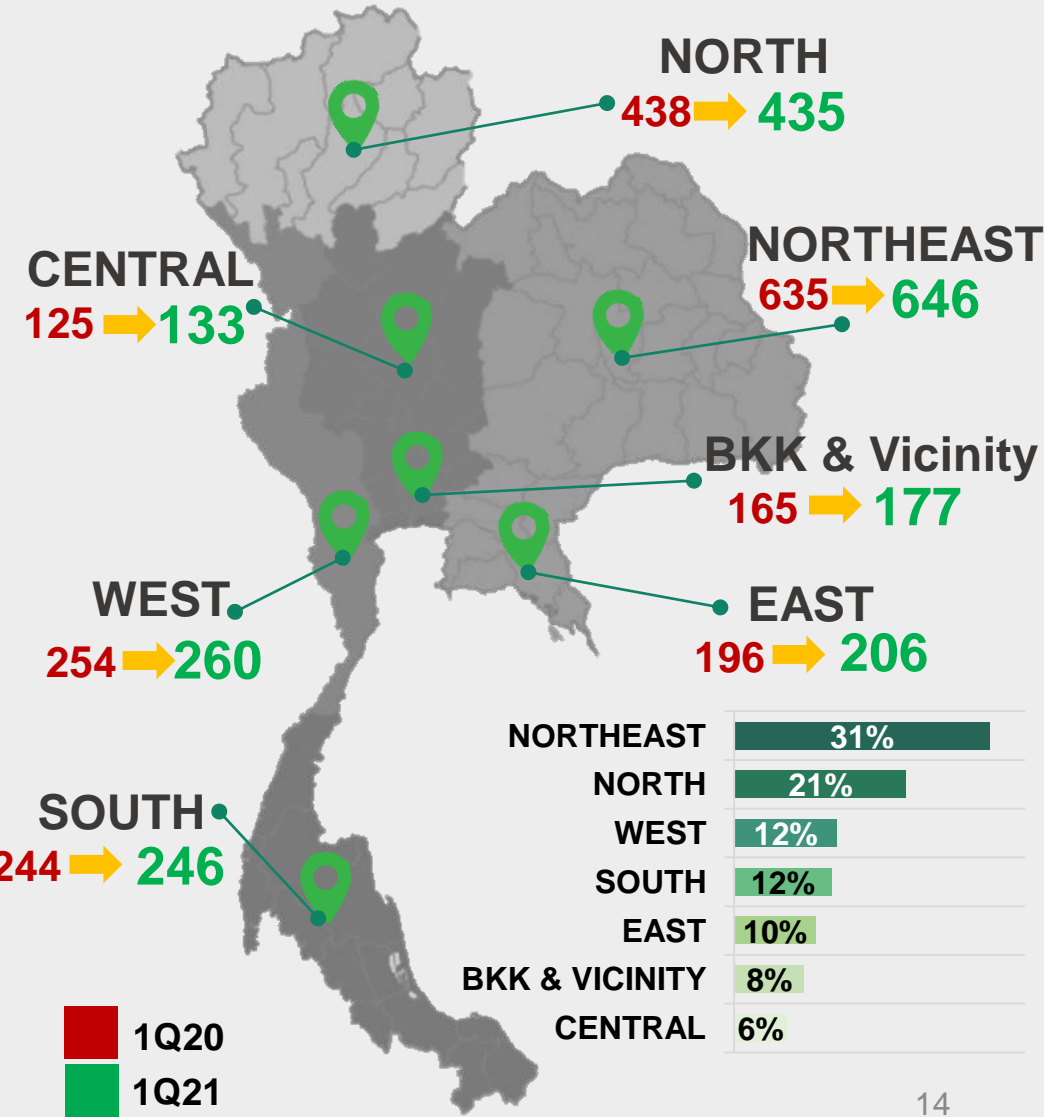 NORTH
438 435
CENTRAL
125 133
NORTHEAST
635 646
BKK & Vicinity
165 177
WEST
254 260
EAST
196 206
SOUTH
244 246
NORTHEAST 31%
NORTH 21%
WEST 12%
SOUTH 12%
EAST 10%
BKK & VICINITY 8%
CENTRAL 6%
1Q20
1Q21
14